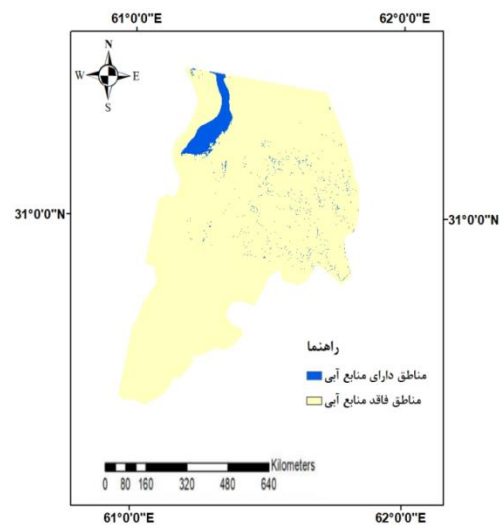 61°0'0"E 62°0'0"E
N
W E
S
31°0'0"N 31°0'0"N
راهنما
مناطق دارای منابع آبی
مناطق فاقد منابع آبی
Kilometers
0 80 160 320 480 640
61°0'0"E 62°0'0"E